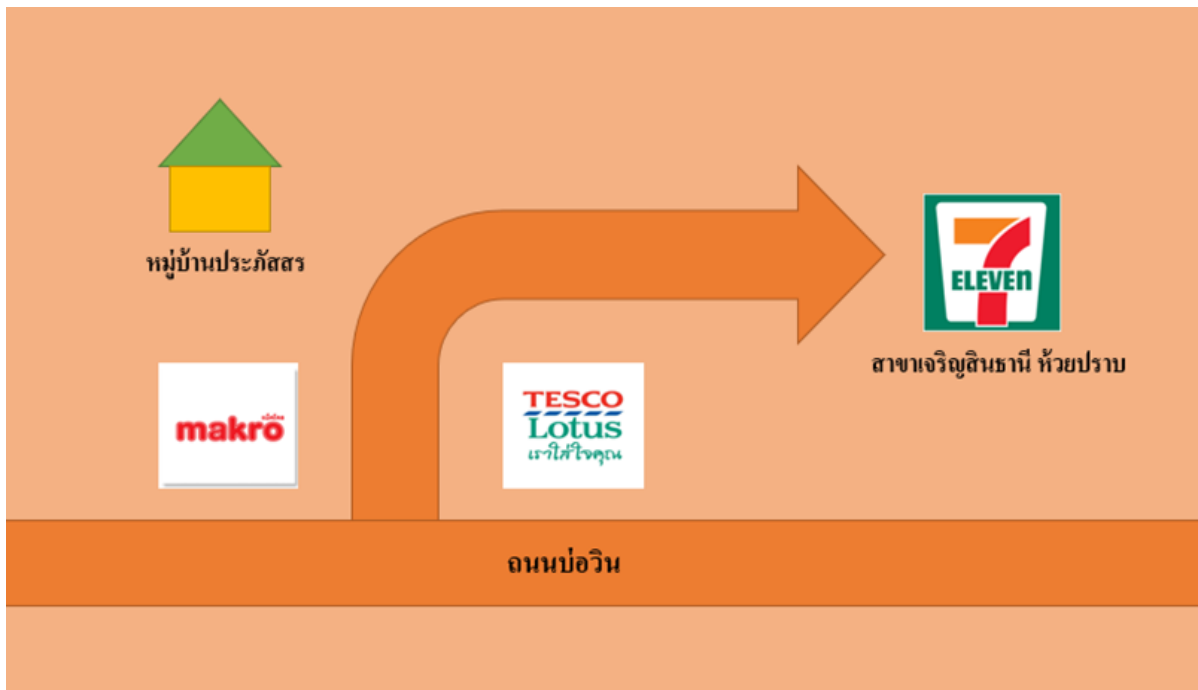 หมู่บ้านประภัสสร
ELEVEn
สาขาเจริญสินธานี ห้วยปราบ
makro
TESCO
Lotus
เราใส่ใจคุณ
ถนนบ่อวิน